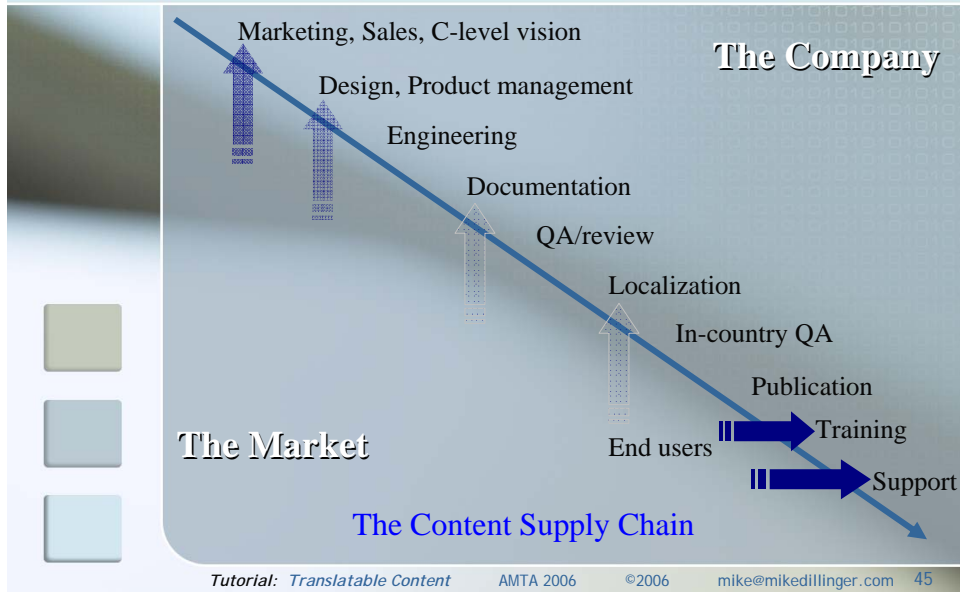 Marketing, Sales, C-level vision
The Company
Design, Product management
Engineering
Documentation
QA/review
Localization
In-country QA
Publication
Training
The Market
End users
Support
The Content Supply Chain
Tutorial: Translatable Content AMTA 2006 ©2006 mike@mikedillinger.com 45